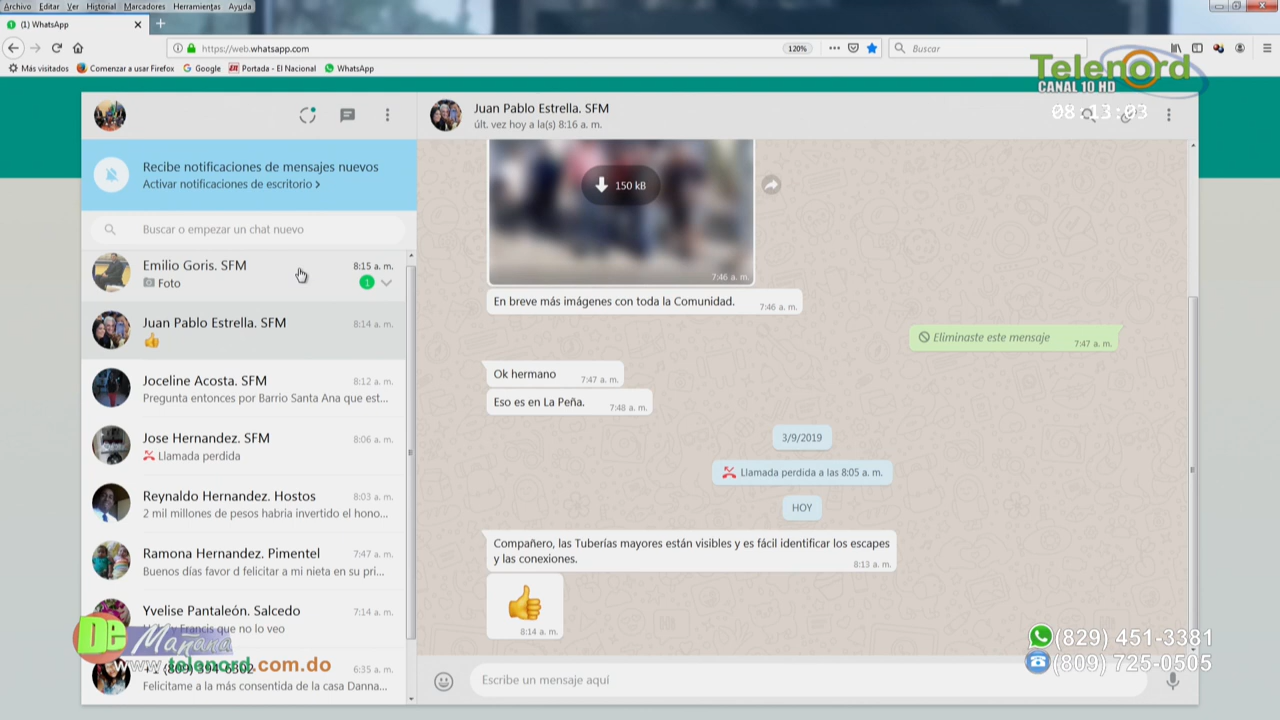 Archivo Editar Ver Historial Marcadores Herramientas Ayuda
(1) WhatsApp
https://web.whatsapp.com
120%
Buscar
Más visitados Comenzar a usar Firefox Google Portada - El Nacional WhatsApp
Telenord
CANAL 10 HD
08:13:03
Juan Pablo Estrella. SFM
últ. vez hoy a la(s) 8:16 a. m.
Recibe notificaciones de mensajes nuevos
Activar notificaciones de escritorio >
Buscar o empezar un chat nuevo
Emilio Goris. SFM 8:15 a. m.
Foto 1
Juan Pablo Estrella. SFM 8:14 a. m.
👍
Joceline Acosta. SFM 8:12 a. m.
Pregunta entonces por Barrio Santa Ana que est...
Jose Hernandez. SFM 8:06 a. m.
Llamada perdida
Reynaldo Hernandez. Hostos 8:03 a. m.
2 mil millones de pesos habria invertido el hono...
Ramona Hernandez. Pimentel 7:47 a. m.
Buenos días favor d felicitar a mi nieta en su pri...
Yvelise Pantaleón. Salcedo 7:14 a. m.
Francis que no lo veo
6:35 a. m.
Felicitame a la más consentida de la casa Danna...
150 kB
7:46 a. m.
En breve más imágenes con toda la Comunidad. 7:46 a. m.
Eliminaste este mensaje 7:47 a. m.
Ok hermano 7:47 a. m.
Eso es en La Peña. 7:48 a. m.
3/9/2019
Llamada perdida a las 8:05 a. m.
HOY
Compañero, las Tuberías mayores están visibles y es fácil identificar los escapes
y las conexiones. 8:13 a. m.
👍
8:14 a. m.
Escribe un mensaje aquí
De Mañana
www.telenord.com.do
(829) 451-3381
(809) 725-0505